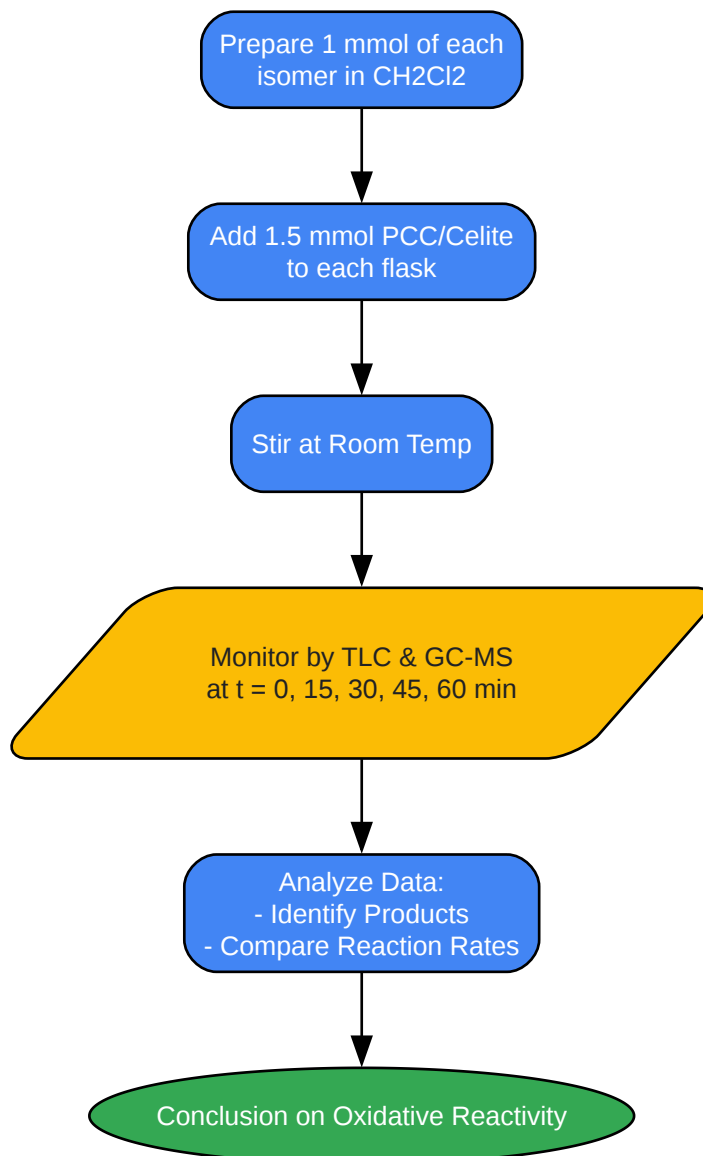 Prepare 1 mmol of each
isomer in CH2Cl2
Add 1.5 mmol PCC/Celite
to each flask
Stir at Room Temp
Monitor by TLC & GC-MS
at t = 0, 15, 30, 45, 60 min
Analyze Data:
- Identify Products
- Compare Reaction Rates
Conclusion on Oxidative Reactivity